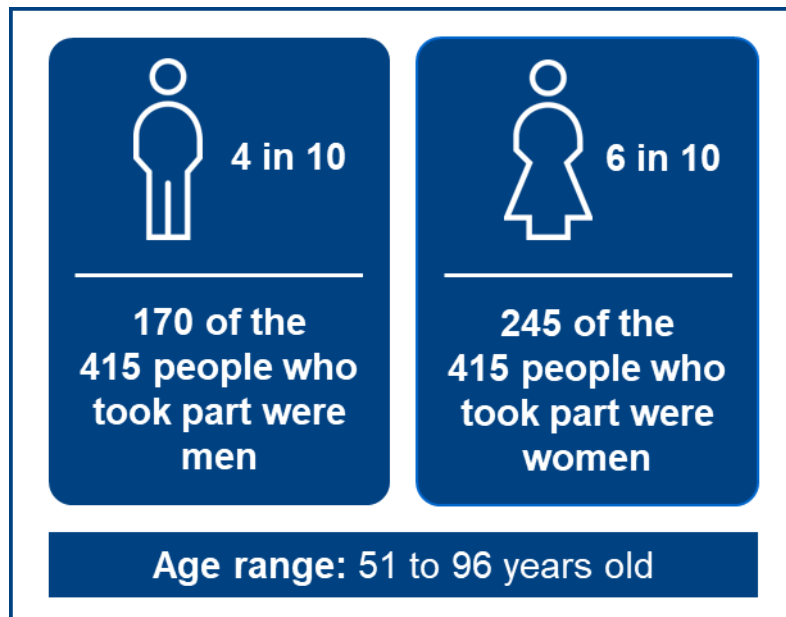 4 in 10
170 of the
415 people who
took part were
men
6 in 10
245 of the
415 people who
took part were
women
Age range: 51 to 96 years old